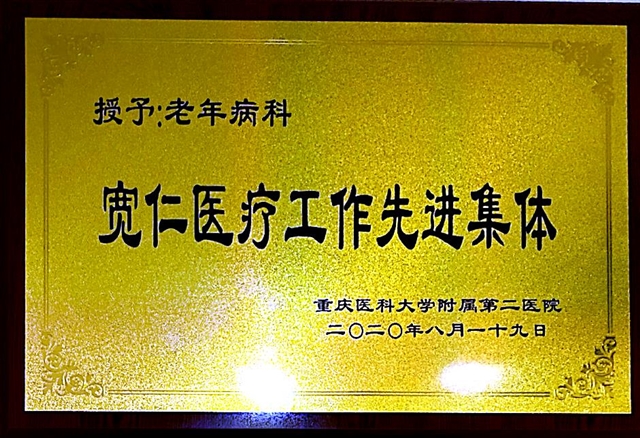 授予:老年病科
宽仁医疗工作先进集体
重庆医科大学附属第二医院
二〇二〇年八月一十九日